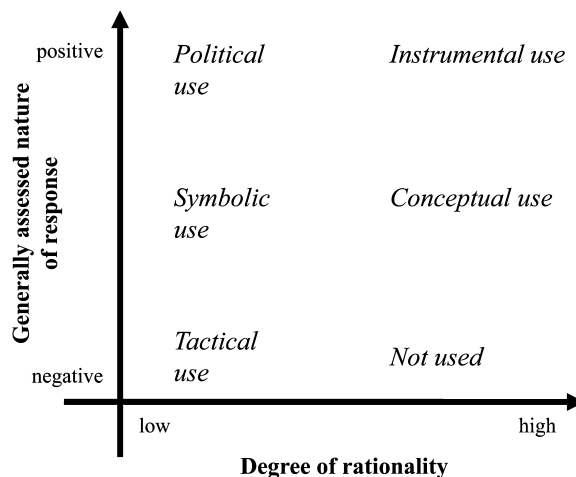 positive
Political
use
Instrumental use
Generally assessed nature
of response
Symbolic
use
Conceptual use
Tactical
use
Not used
negative
low
high
Degree of rationality